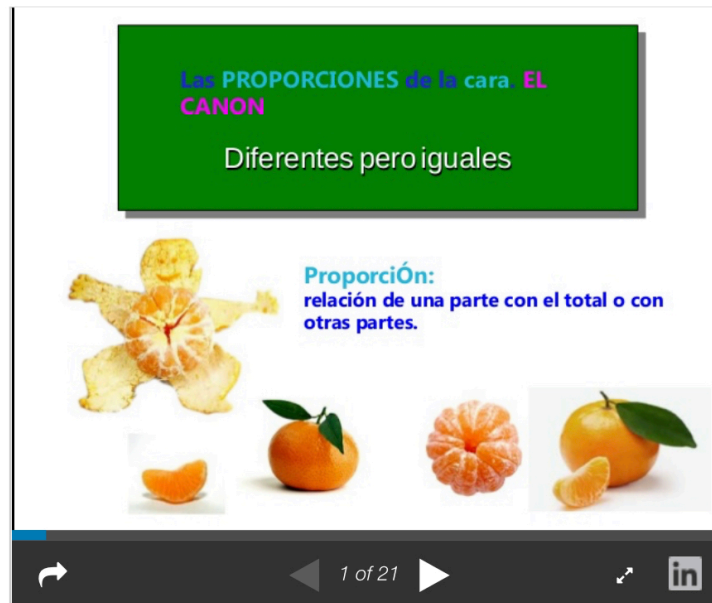 Las PROPORCIONES de la cara. EL
CANON
Diferentes pero iguales
ProporciÓn:
relación de una parte con el total o con
otras partes.
1 of 21
in